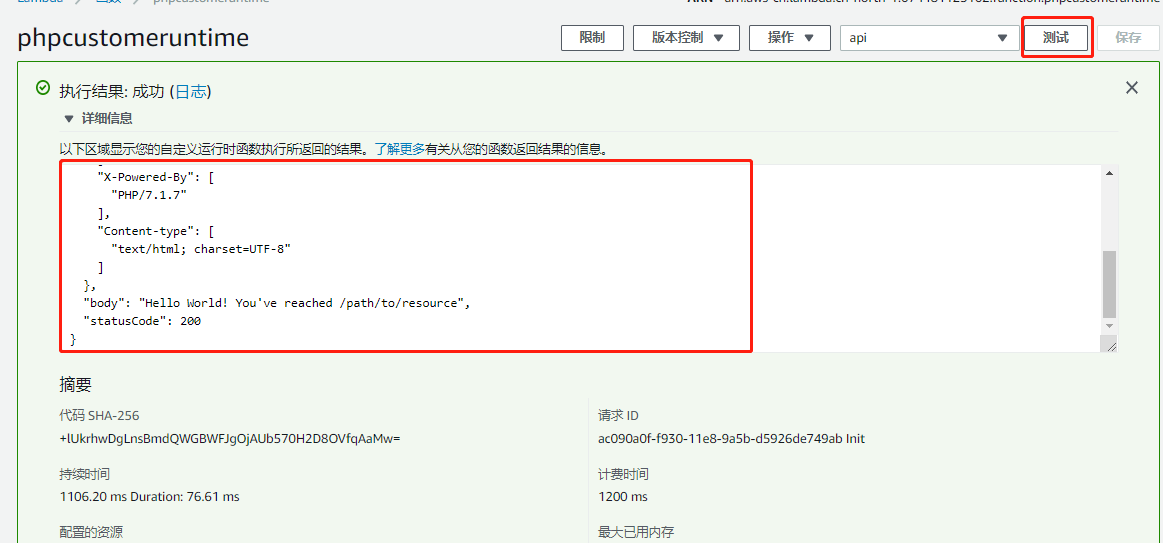 phpcustomeruntime
限制
版本控制
操作
api
测试
保存
执行结果: 成功 (日志)
详细信息
以下区域显示您的自定义运行时函数执行所返回的结果。了解更多有关从您的函数返回结果的信息。
"X-Powered-By": [
"PHP/7.1.7"
],
"Content-type": [
"text/html; charset=UTF-8"
]
},
"body": "Hello World! You've reached /path/to/resource",
"statusCode": 200
}
摘要
代码 SHA-256
+lUkrhwDgLnsBmdQWGBWFJgOjAUb570H2D8OVfqAaMw=
请求 ID
ac090a0f-f930-11e8-9a5b-d5926de749ab Init
持续时间
1106.20 ms Duration: 76.61 ms
计费时间
1200 ms
配置的资源
最大已用内存